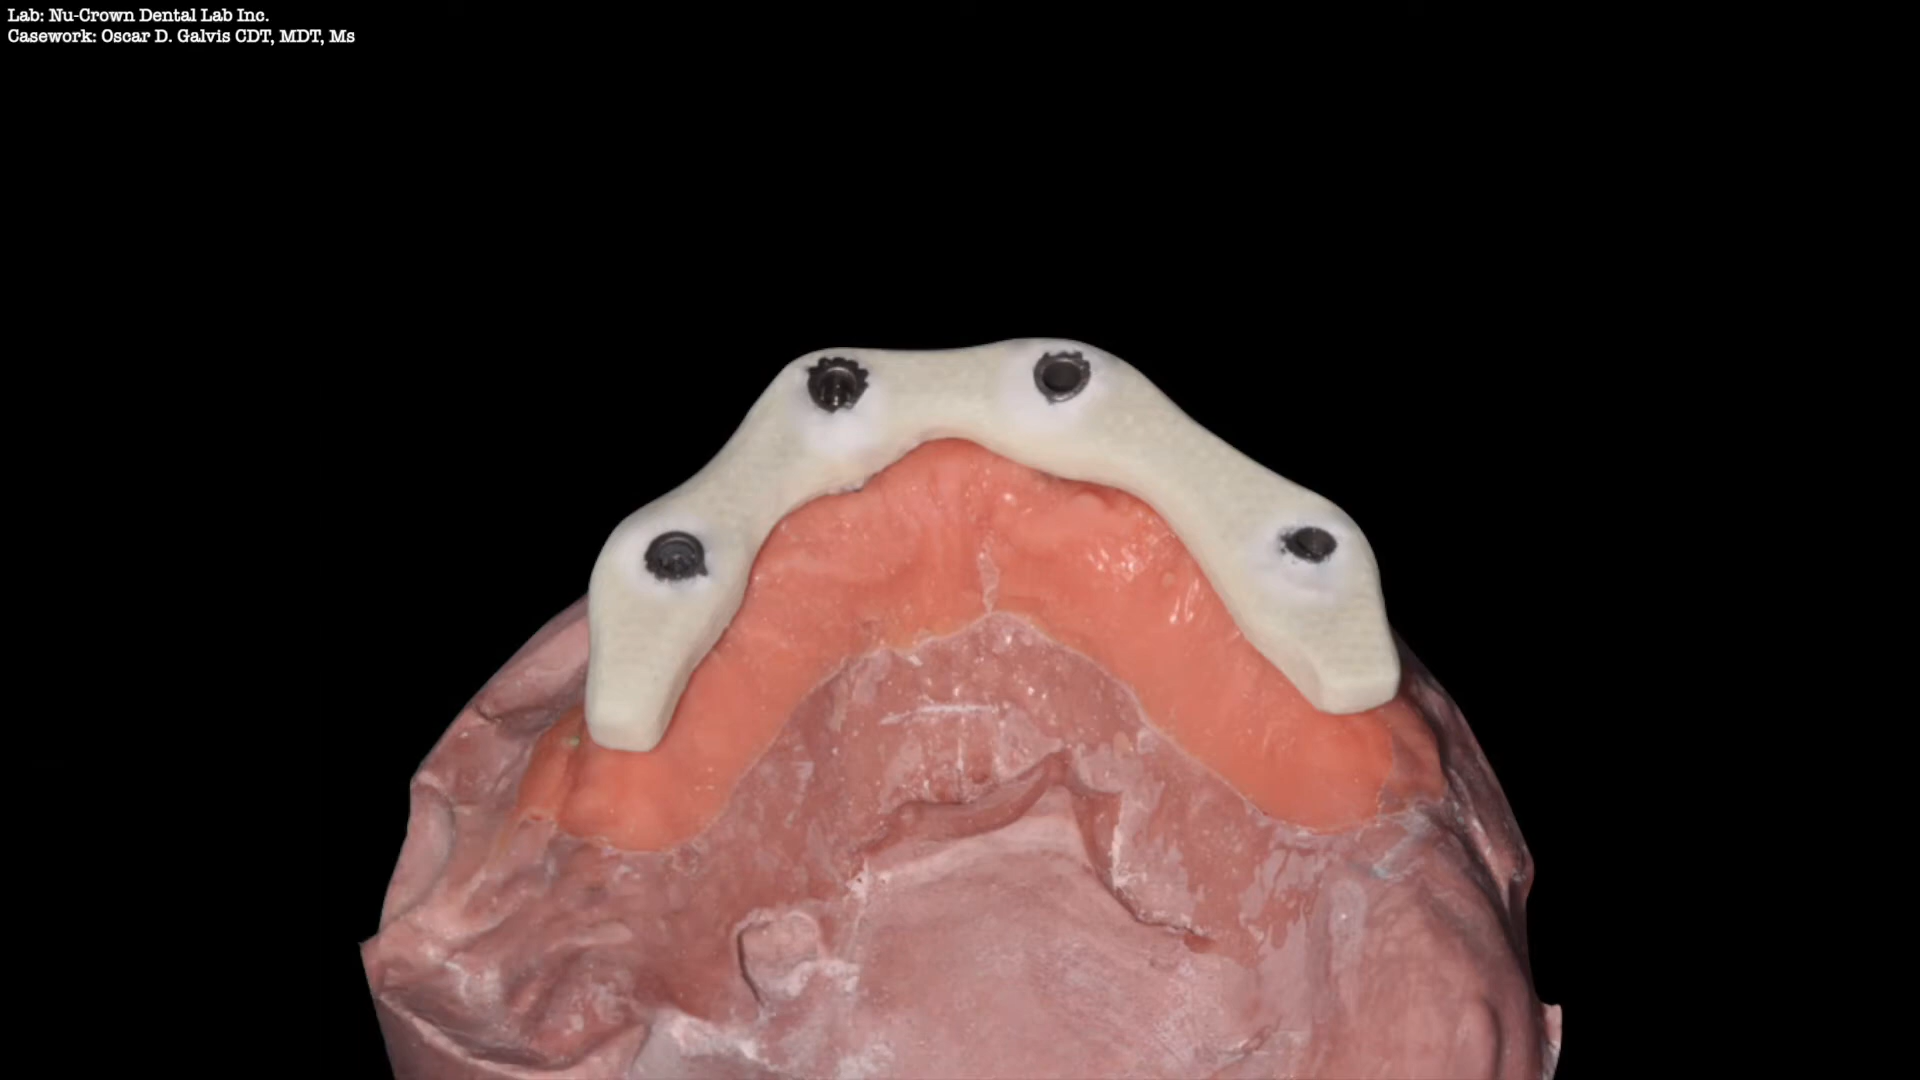 Lab: Nu-Crown Dental Lab Inc.
Casework: Oscar D. Galvis CDT, MDT, Ms